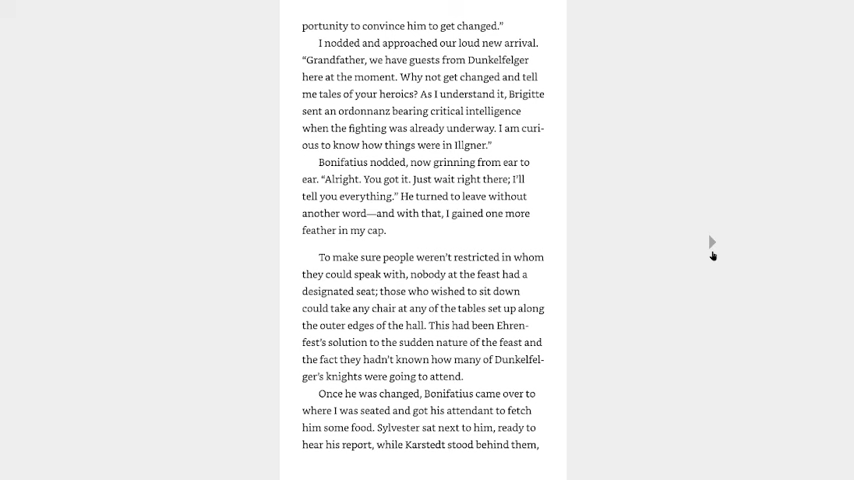 portunity to convince him to get changed.”
I nodded and approached our loud new arrival.
“Grandfather, we have guests from Dunkelfelger
here at the moment. Why not get changed and tell
me tales of your heroics? As I understand it, Brigitte
sent an ordonnanz bearing critical intelligence
when the fighting was already underway. I am curi-
ous to know how things were in Illgner.”
Bonifatius nodded, now grinning from ear to
ear. “Alright. You got it. Just wait right there; I’ll
tell you everything.” He turned to leave without
another word—and with that, I gained one more
feather in my cap.
To make sure people weren’t restricted in whom
they could speak with, nobody at the feast had a
designated seat; those who wished to sit down
could take any chair at any of the tables set up along
the outer edges of the hall. This had been Ehren-
fest’s solution to the sudden nature of the feast and
the fact they hadn’t known how many of Dunkelfel-
ger’s knights were going to attend.
Once he was changed, Bonifatius came over to
where I was seated and got his attendant to fetch
him some food. Sylvester sat next to him, ready to
hear his report, while Karstedt stood behind them,